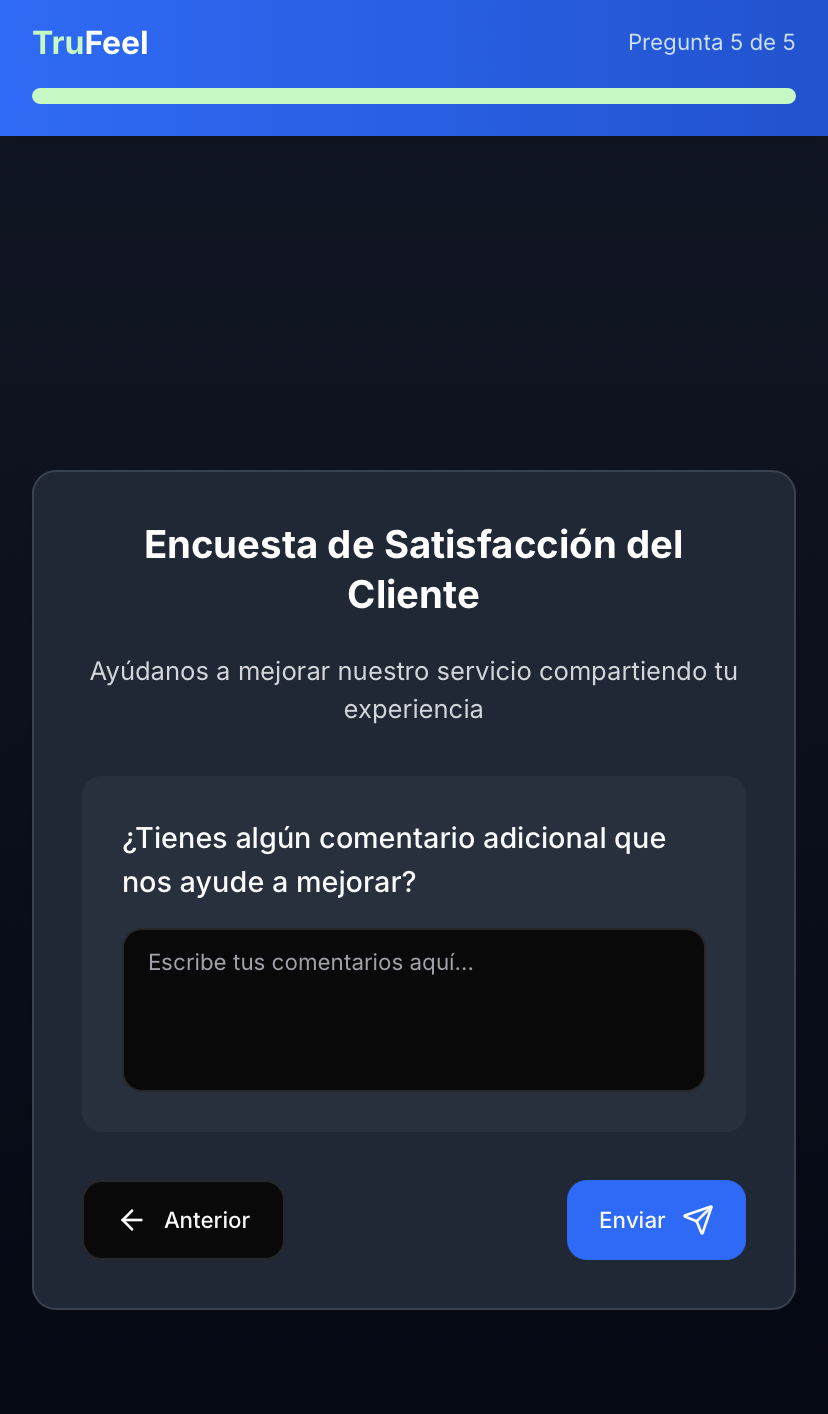 TruFeel
Pregunta 5 de 5
Encuesta de Satisfacción del
Cliente
Ayúdanos a mejorar nuestro servicio compartiendo tu
experiencia
¿Tienes algún comentario adicional que
nos ayude a mejorar?
Escribe tus comentarios aquí...
Anterior
Enviar